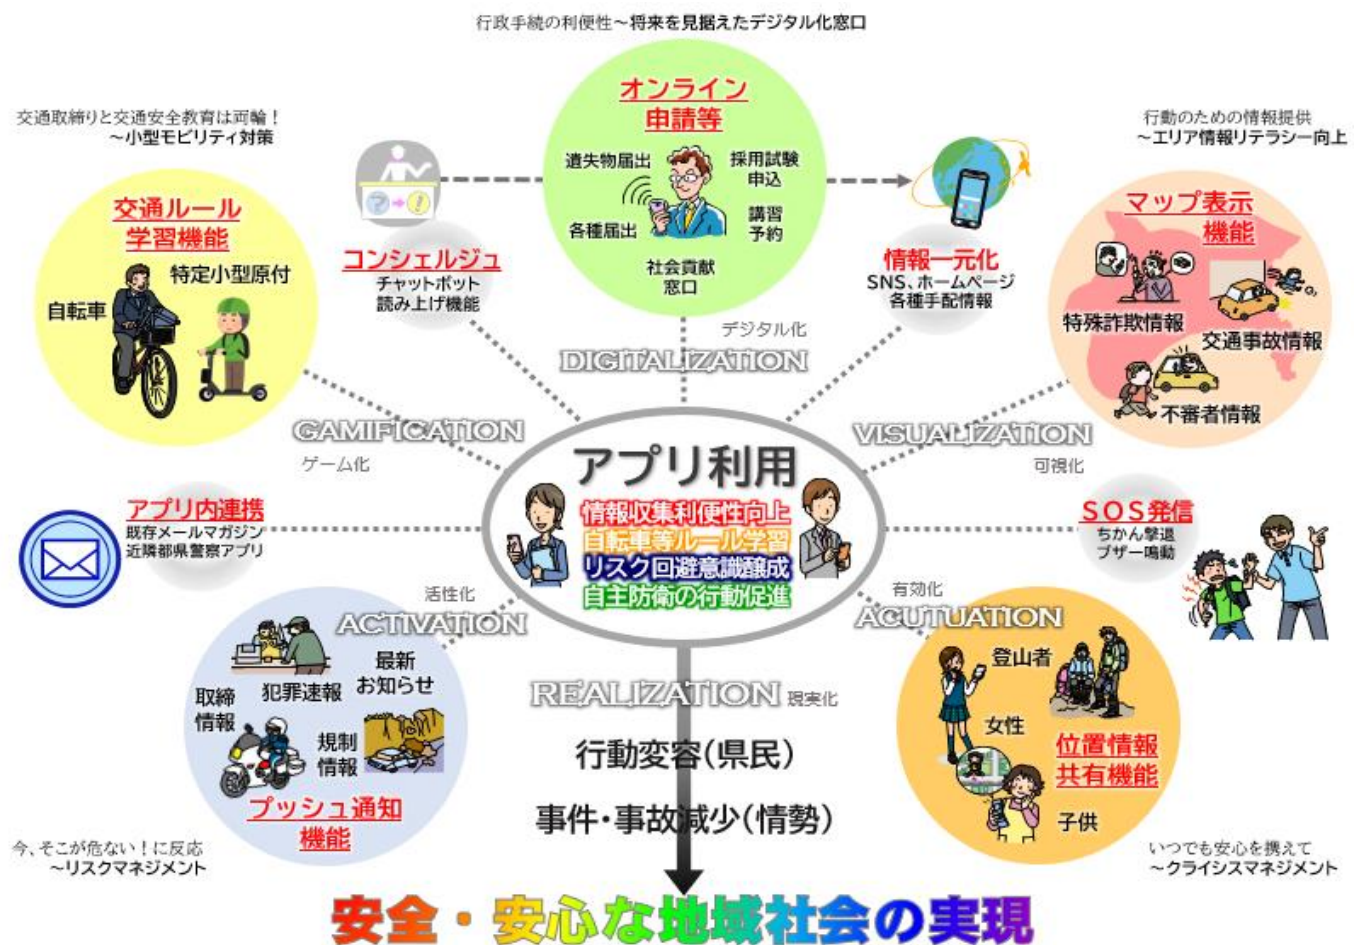 行政手続の利便性～将来を見据えたデジタル化窓口
オンライン
申請等
遺失物届出
採用試験
申込
各種届出
講習
予約
社会貢献
窓口
交通取締りと交通安全教育は両輪！
～小型モビリティ対策
交通ルール
学習機能
特定小型原付
自転車
コンシェルジュ
チャットボット
読み上げ機能
情報一元化
SNS、ホームページ
各種手配情報
行動のための情報提供
～エリア情報リテラシー向上
マップ表示
機能
特殊詐欺情報
交通事故情報
不審者情報
デジタル化
DIGITALIZATION
GAMIFICATION
ゲーム化
VISUALIZATION
可視化
アプリ利用
情報収集利便性向上
自転車等ルール学習
リスク回避意識醸成
自主防衛の行動促進
アプリ内連携
既存メールマガジン
近隣都県警察アプリ
SOS発信
ちかん撃退
ブザー鳴動
活性化
ACTIVATION
有効化
ACUTUATION
最新
お知らせ
犯罪速報
取締
情報
規制
情報
プッシュ通知
機能
今、そこが危ない！に反応
～リスクマネジメント
登山者
女性
位置情報
共有機能
子供
いつでも安心を携えて
～クライシスマネジメント
REALIZATION 現実化
行動変容(県民)
事件・事故減少(情勢)
安全・安心な地域社会の実現